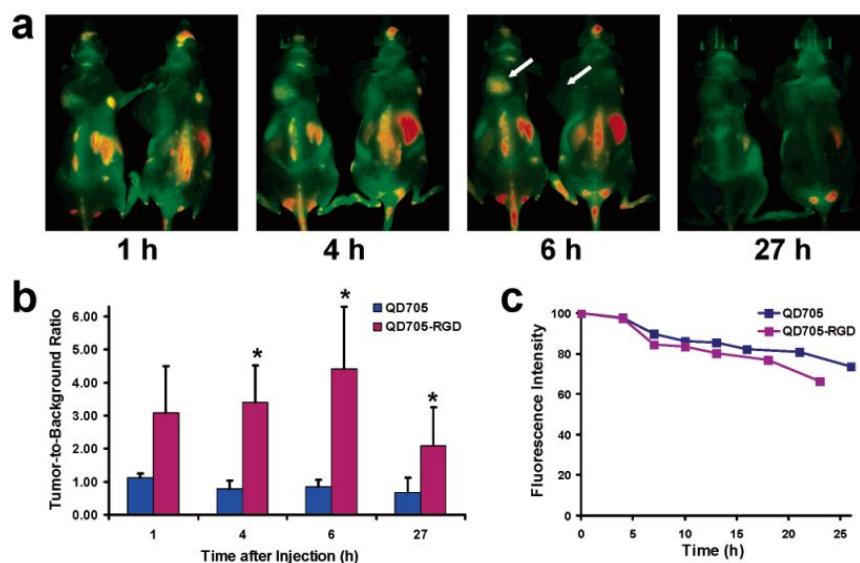 a
1 h
4 h
6 h
27 h
b
Tumor-to-Background Ratio
6.00
5.00
4.00
3.00
2.00
1.00
0.00
QD705
QD705-RGD
*
*
*
1
4
6
27
Time after Injection (h)
c
Fluorescence Intensity
100
80
60
40
20
0
QD705
QD705-RGD
0
5
10
15
20
25
Time (h)